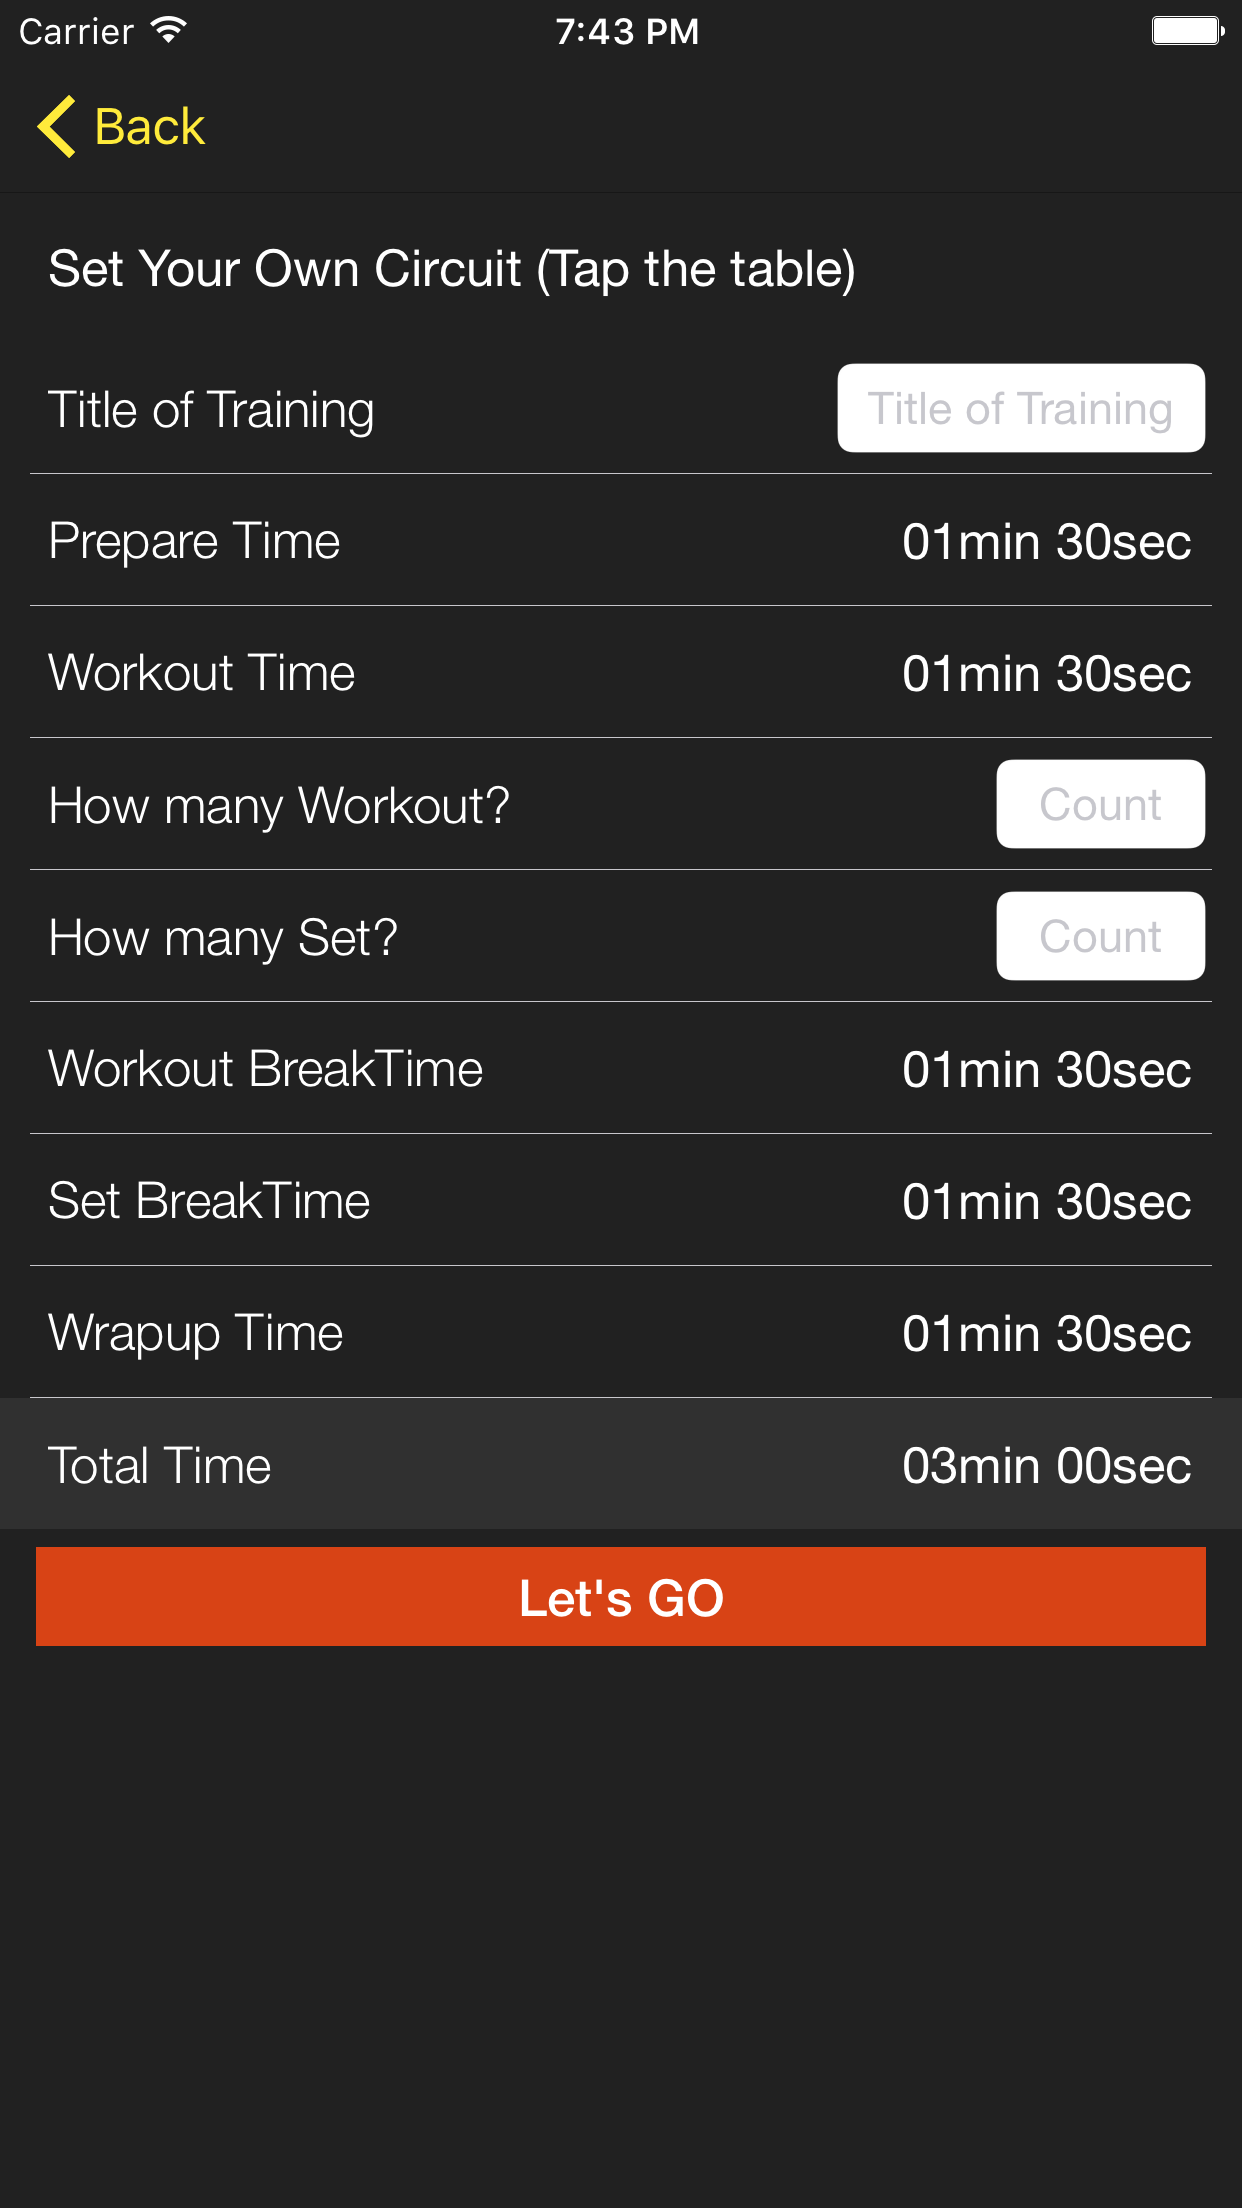 Carrier 7:43 PM
Back
Set Your Own Circuit (Tap the table)
Title of Training Title of Training
Prepare Time 01min 30sec
Workout Time 01min 30sec
How many Workout? Count
How many Set? Count
Workout BreakTime 01min 30sec
Set BreakTime 01min 30sec
Wrapup Time 01min 30sec
Total Time 03min 00sec
Let's GO